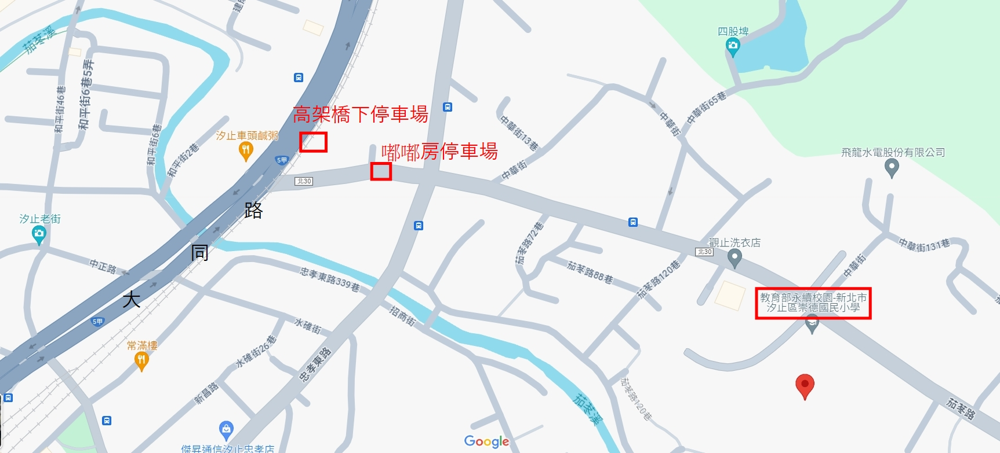 建成
茄苳溪
四股埤
和平街46巷
和平街6巷5弄
中華街65巷
中華街
高架橋下停車場
中華街13巷
汐止車頭鹹粥
和平街6巷
和平街2巷
5甲
嘟嘟房停車場
飛龍水電股份有限公司
中華街
北30
路
汐止老街
茄苳路72巷
觀止洗衣店
中華街131巷
北30
同
中正路
忠孝東路339巷
茄苳路88巷
茄苳路120巷
中華街
大
教育部永續校園-新北市
汐止區崇德國民小學
招商街
5甲
水碓街
常滿樓
水碓街26巷
忠孝東路
新昌路
茄苳路120巷
茄苳溪
茄苳路
Google
傑昇通信汐止忠孝店